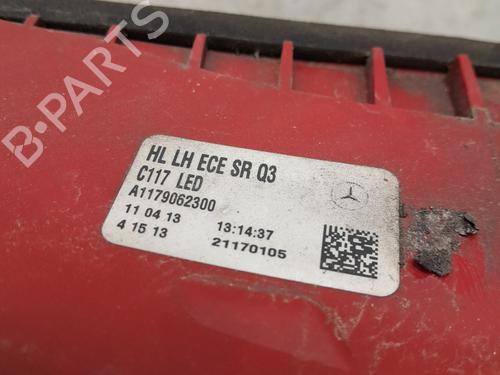 B-PARTS
HL LH ECE SR Q3
C117 LED
A1179062300
11 04 13 13:14:37
4 15 13 21170105